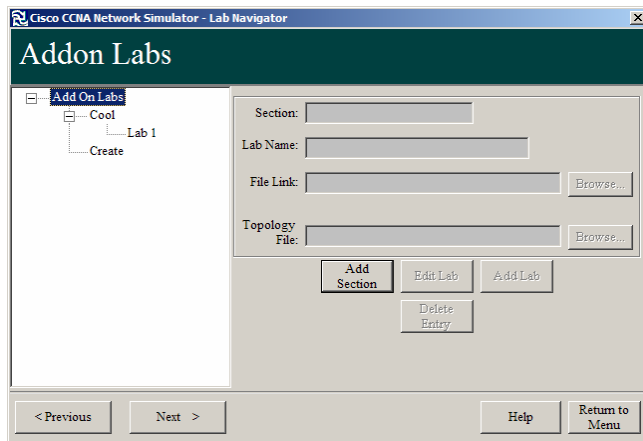 Cisco CCNA Network Simulator - Lab Navigator
Addon Labs
Add On Labs
Cool
Lab 1
Create
Section:
Lab Name:
File Link:
Browse...
Topology
File:
Browse...
Add
Section
Edit Lab
Add Lab
Delete
Entry
< Previous
Next >
Help
Return to
Menu